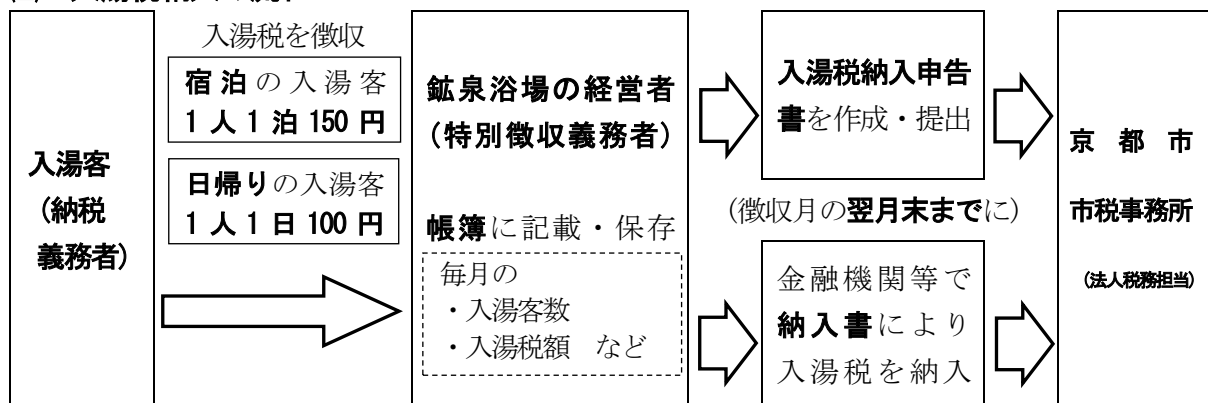 入湯客
(納税
義務者)
入湯税を徴収
宿泊の入湯客
1人1泊150円
日帰りの入湯客
1人1日100円
鉱泉浴場の経営者
(特別徴収義務者)
帳簿に記載・保存
毎月の
・入湯客数
・入湯税額 など
入湯税納入申告
書を作成・提出
(徴収月の翌月末までに)
金融機関等で
納入書により
入湯税を納入
京都市
市税事務所
(法人税務担当)